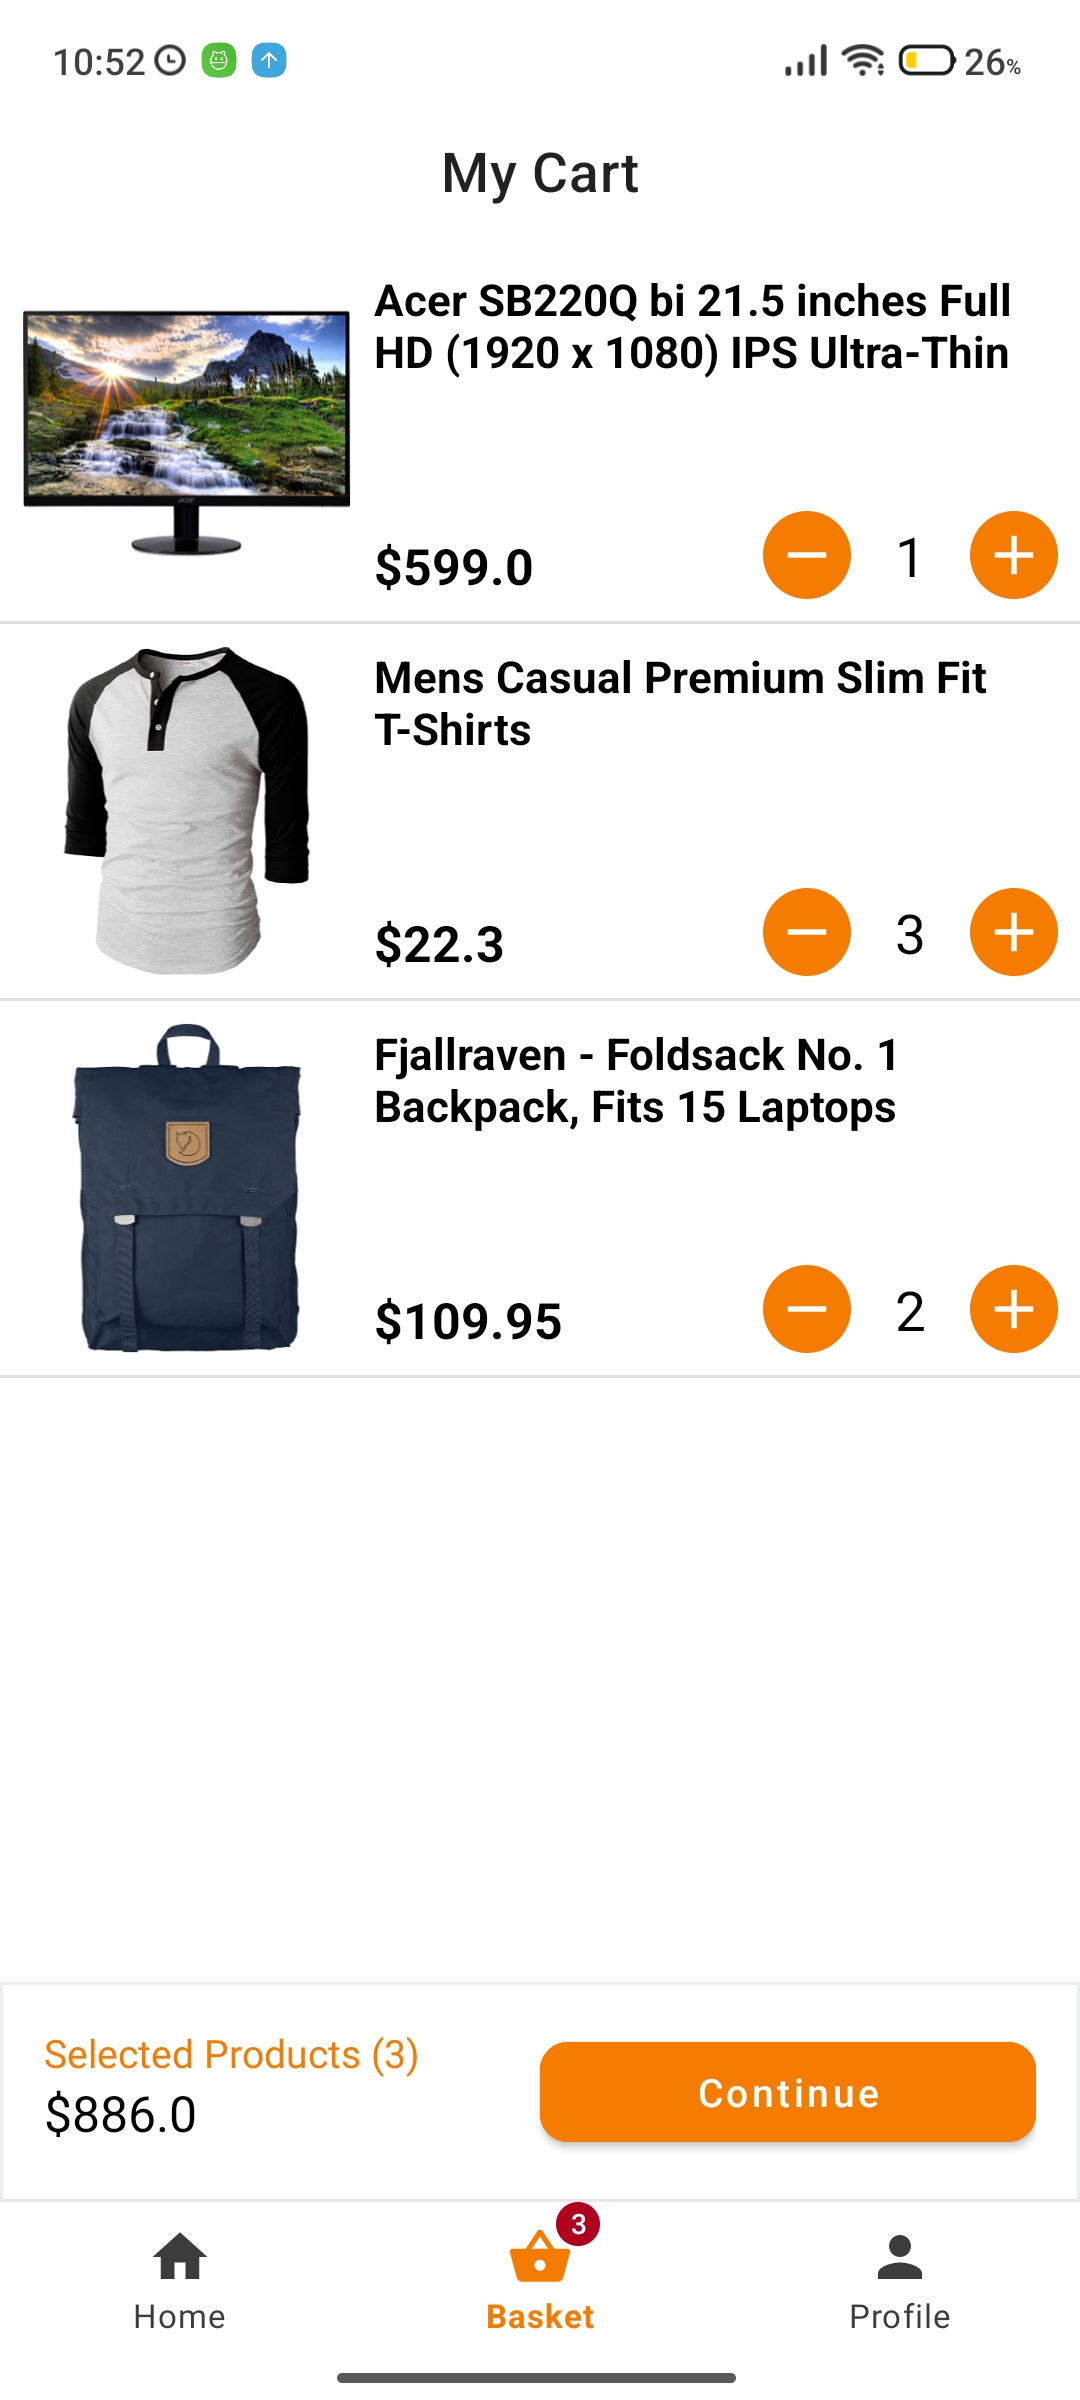 10:52
26%
My Cart
Acer SB220Q bi 21.5 inches Full
HD (1920 x 1080) IPS Ultra-Thin
acer
$599.0
1
Mens Casual Premium Slim Fit
T-Shirts
$22.3
3
Fjallraven - Foldsack No. 1
Backpack, Fits 15 Laptops
$109.95
2
Selected Products (3)
$886.0
Continue
3
Home
Basket
Profile